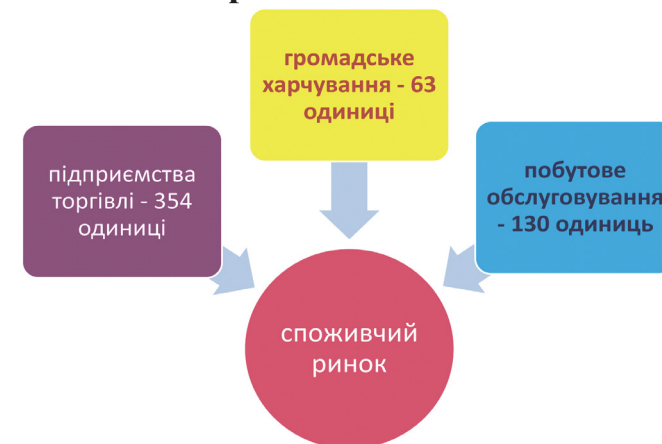 громадське
харчування - 63
одиниці
підприємства
торгівлі - 354
одиниці
побутове
обслуговування
- 130 одиниць
споживчий
ринок